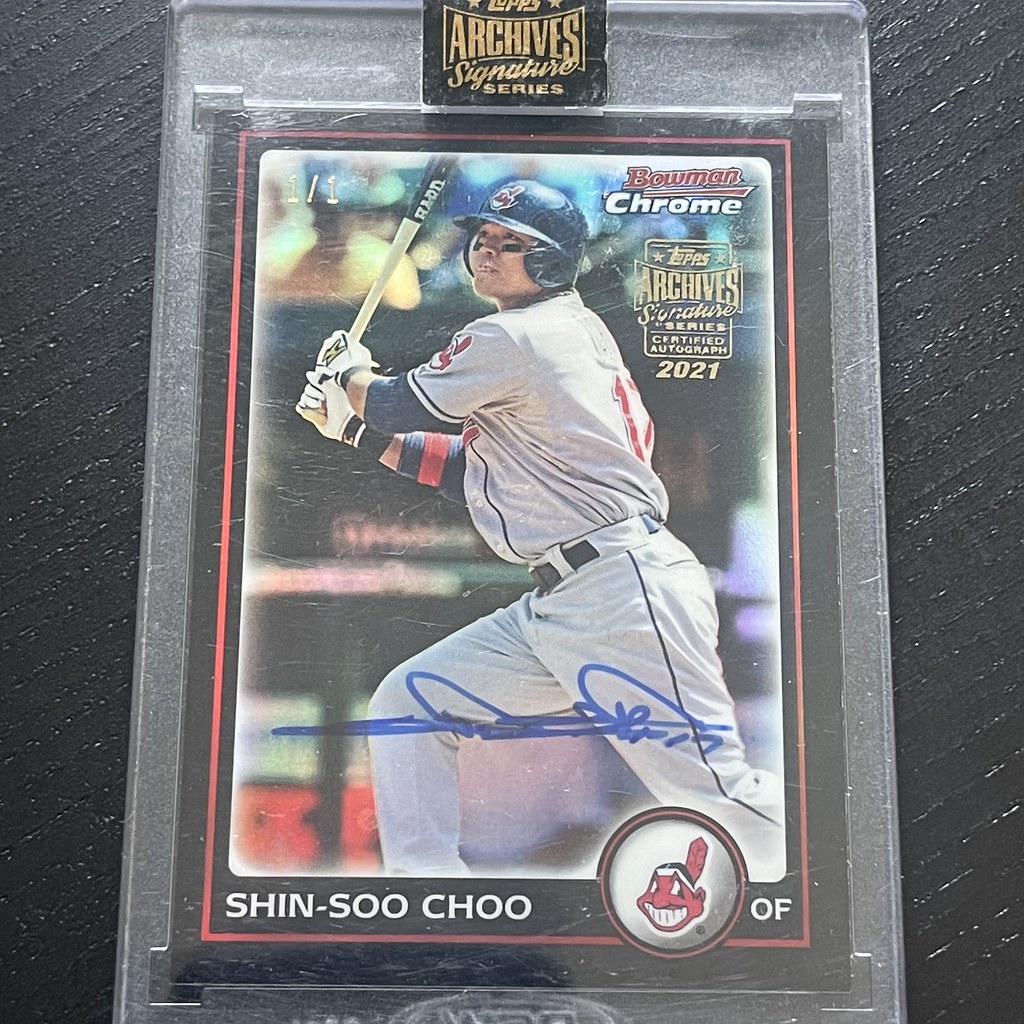 Topps
ARCHIVES
Signature
SERIES
1/1
Bowman
Chrome
Topps
ARCHIVES
Signature
SERIES
CERTIFIED
AUTOGRAPH
2021
17
SHIN-SOO CHOO
OF